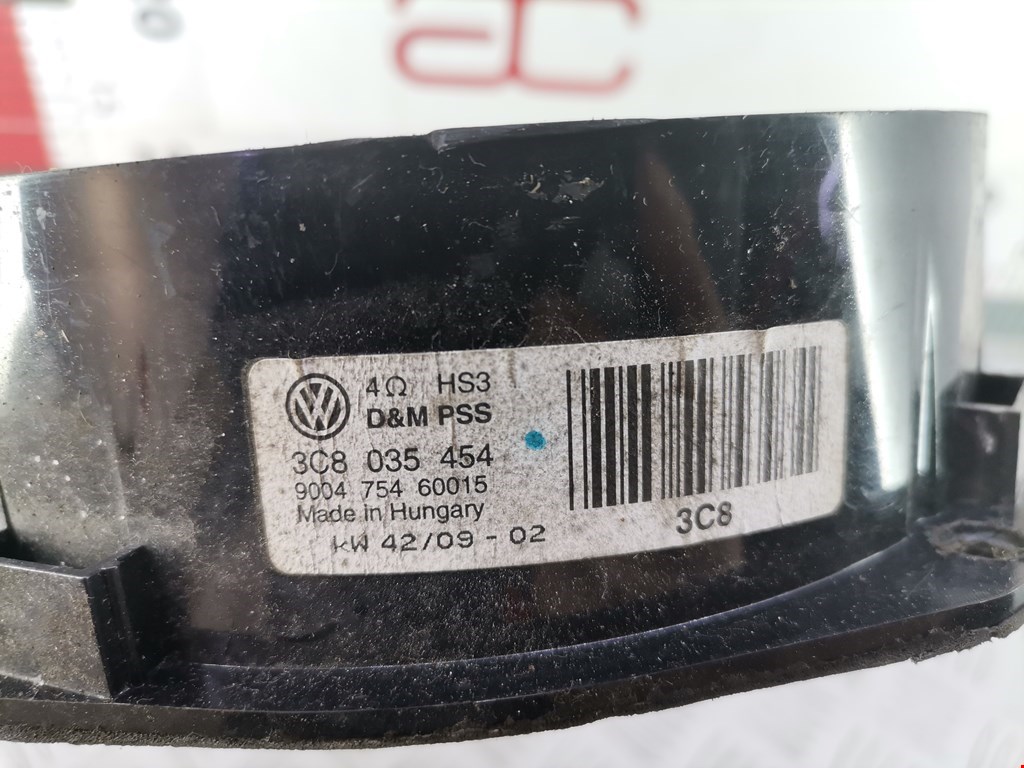 4Ω HS3
D&M PSS
3C8 035 454
9004 754 60015
Made in Hungary
KW 42/09 - 02
3C8